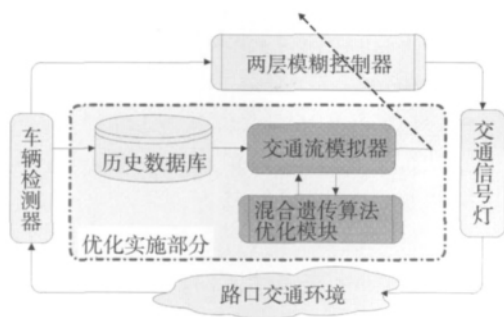 两层模糊控制器
车辆检测器
历史数据库
交通流模拟器
交通信号灯
混合遗传算法
优化模块
优化实施部分
路口交通环境